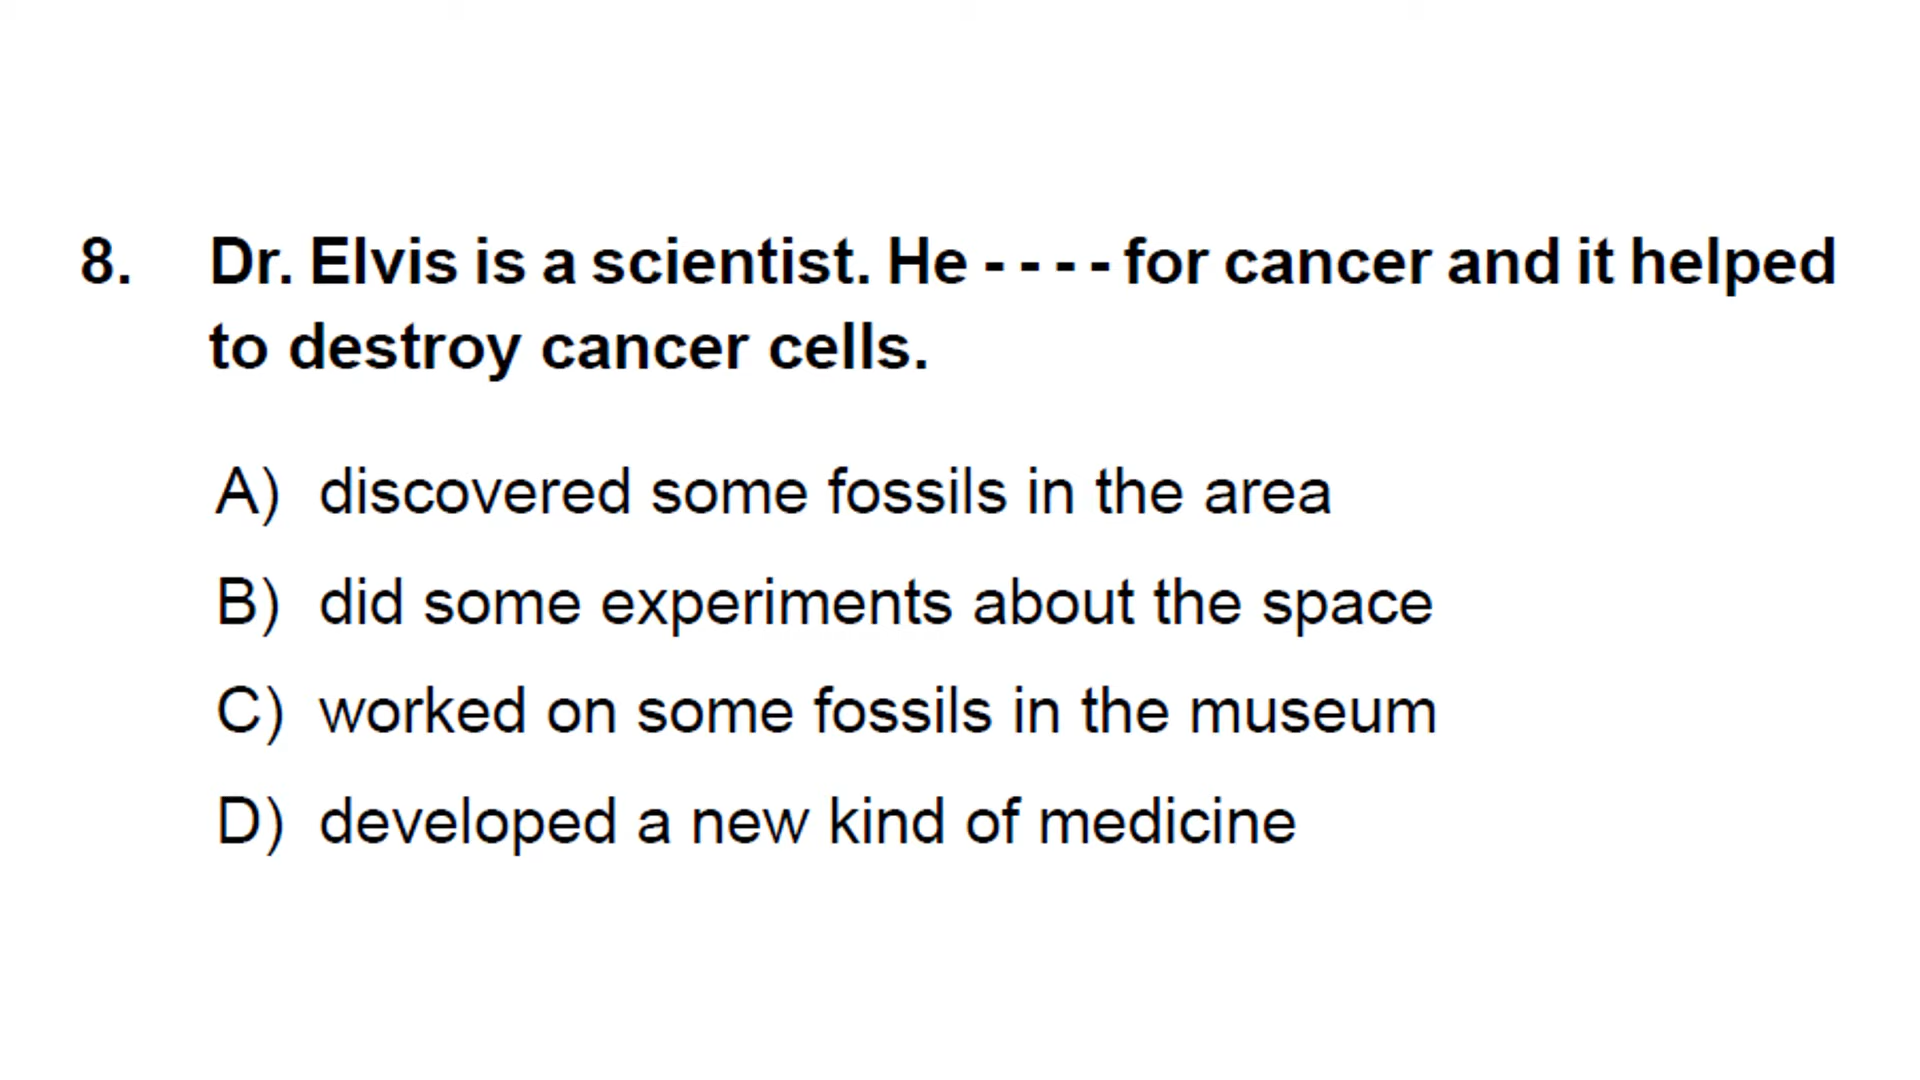 8. Dr. Elvis is a scientist. He - - - - for cancer and it helped
to destroy cancer cells.
A) discovered some fossils in the area
B) did some experiments about the space
C) worked on some fossils in the museum
D) developed a new kind of medicine